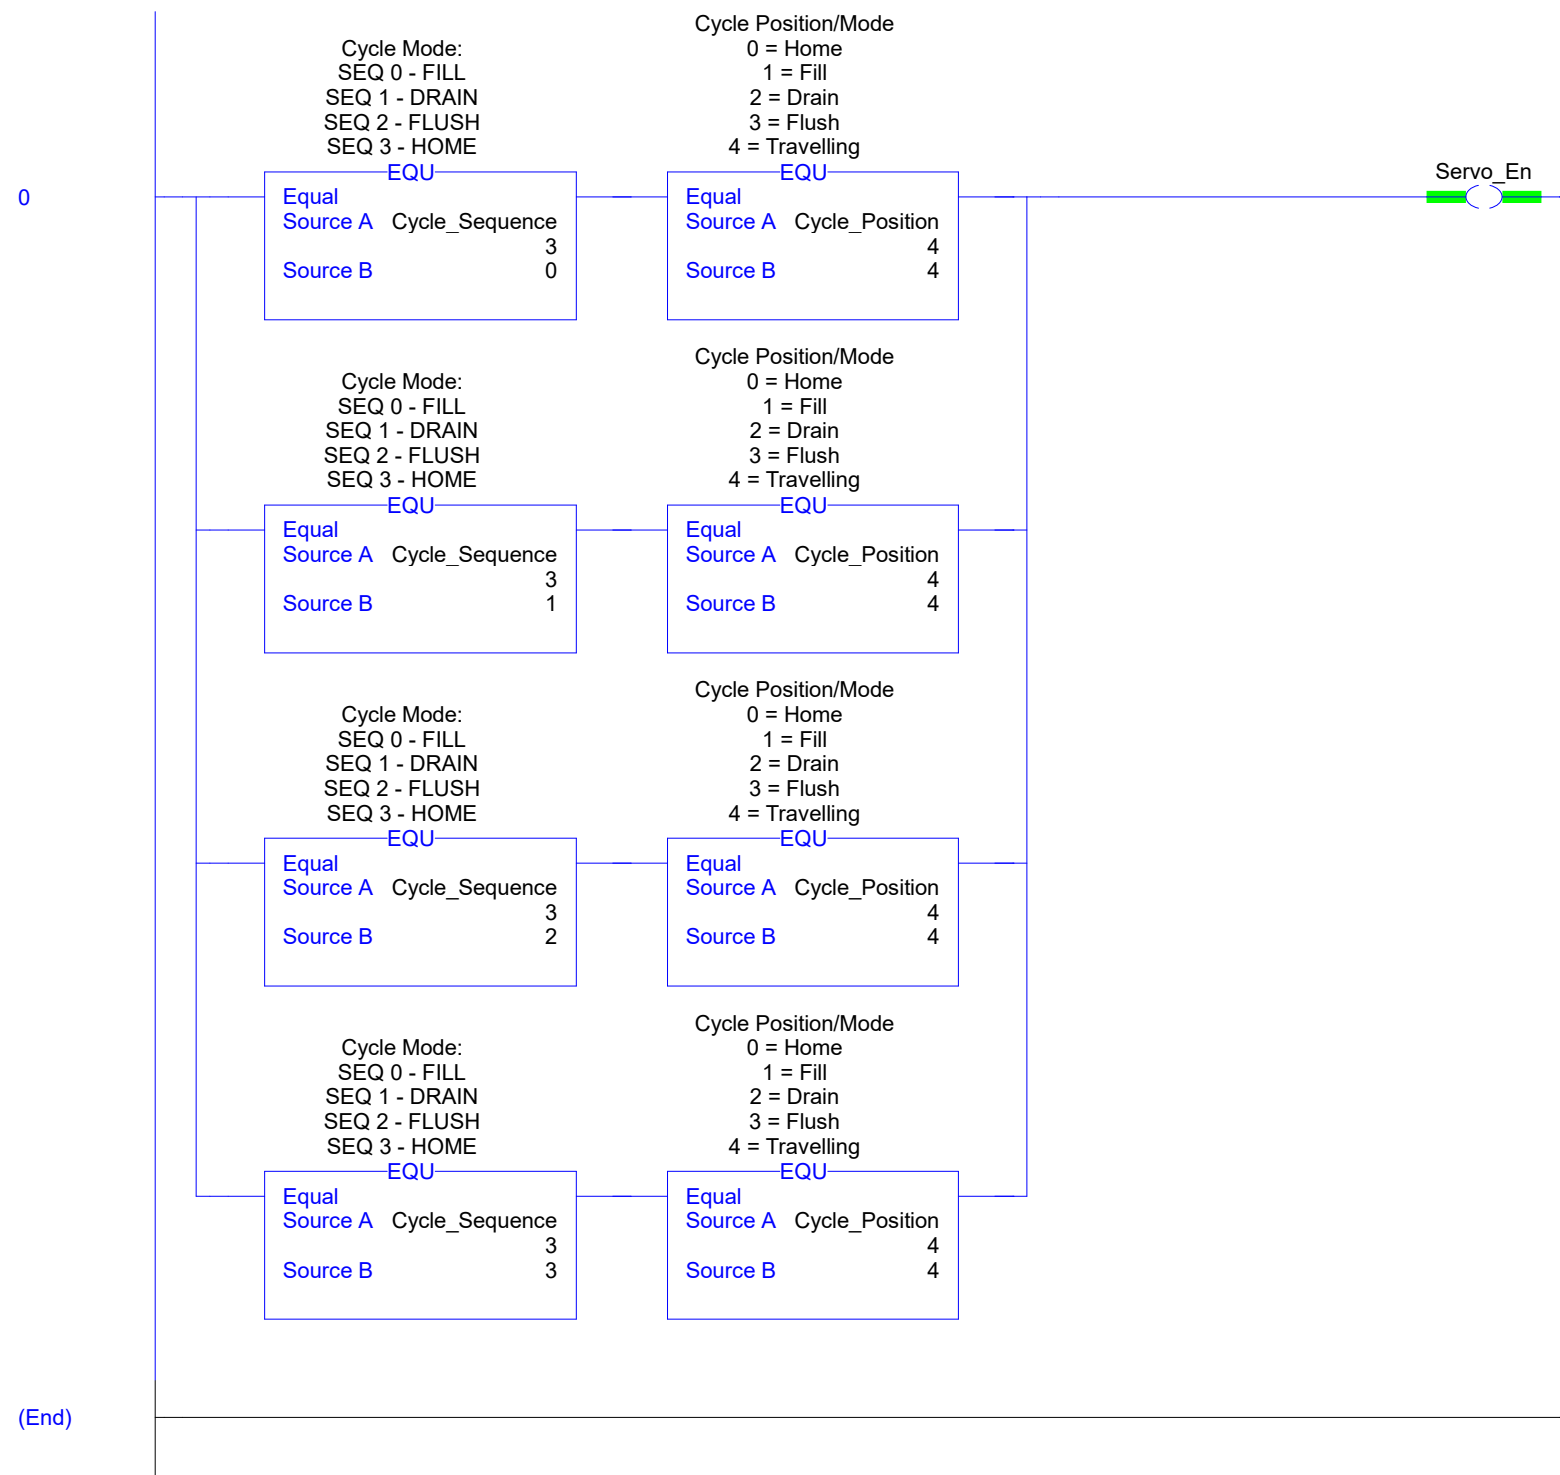 Cycle Mode:
SEQ 0 - FILL
SEQ 1 - DRAIN
SEQ 2 - FLUSH
SEQ 3 - HOME
Cycle Position/Mode
0 = Home
1 = Fill
2 = Drain
3 = Flush
4 = Travelling
Servo_En
0
EQU
Equal
Source A Cycle_Sequence
3
Source B 0
EQU
Equal
Source A Cycle_Position
4
Source B 4
Cycle Mode:
SEQ 0 - FILL
SEQ 1 - DRAIN
SEQ 2 - FLUSH
SEQ 3 - HOME
Cycle Position/Mode
0 = Home
1 = Fill
2 = Drain
3 = Flush
4 = Travelling
EQU
Equal
Source A Cycle_Sequence
3
Source B 1
EQU
Equal
Source A Cycle_Position
4
Source B 4
Cycle Mode:
SEQ 0 - FILL
SEQ 1 - DRAIN
SEQ 2 - FLUSH
SEQ 3 - HOME
Cycle Position/Mode
0 = Home
1 = Fill
2 = Drain
3 = Flush
4 = Travelling
EQU
Equal
Source A Cycle_Sequence
3
Source B 2
EQU
Equal
Source A Cycle_Position
4
Source B 4
Cycle Mode:
SEQ 0 - FILL
SEQ 1 - DRAIN
SEQ 2 - FLUSH
SEQ 3 - HOME
Cycle Position/Mode
0 = Home
1 = Fill
2 = Drain
3 = Flush
4 = Travelling
EQU
Equal
Source A Cycle_Sequence
3
Source B 3
EQU
Equal
Source A Cycle_Position
4
Source B 4
(End)